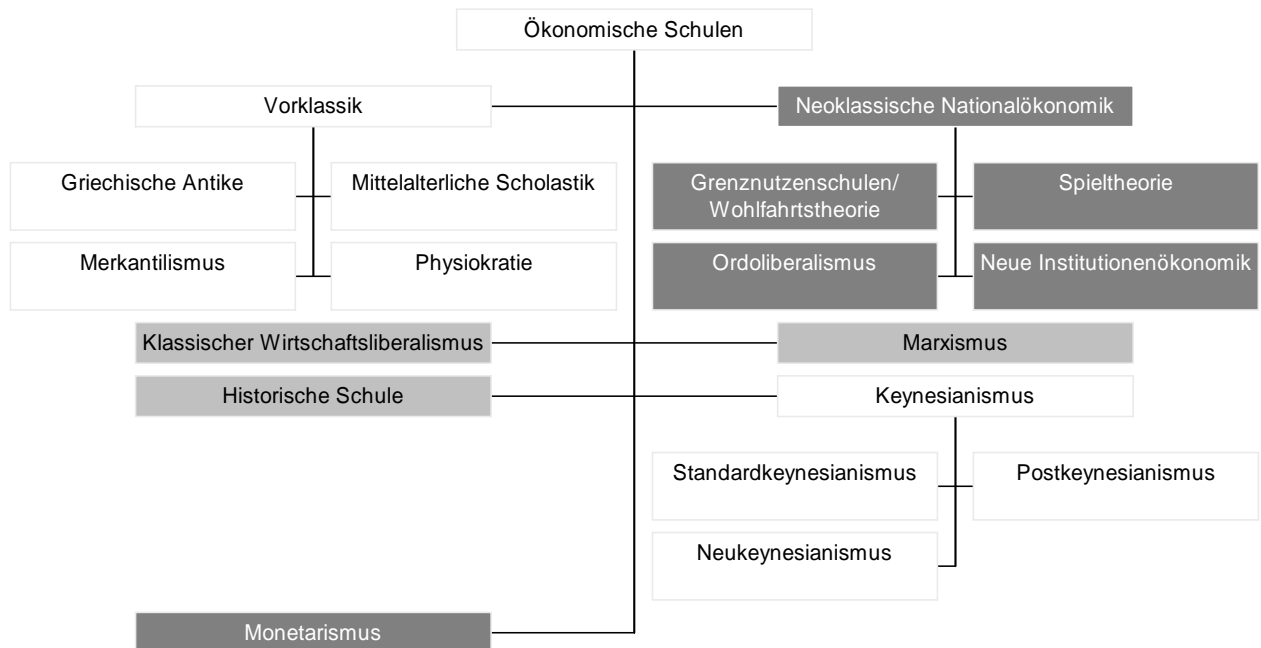 Ökonomische Schulen
Vorklassik
Neoklassische Nationalökonomik
Griechische Antike
Mittelalterliche Scholastik
Grenznutzenschulen/
Wohlfahrtstheorie
Spieltheorie
Merkantilismus
Physiokratie
Ordoliberalismus
Neue Institutionenökonomik
Klassischer Wirtschaftsliberalismus
Marxismus
Historische Schule
Keynesianismus
Standardkeynesianismus
Postkeynesianismus
Neukeynesianismus
Monetarismus